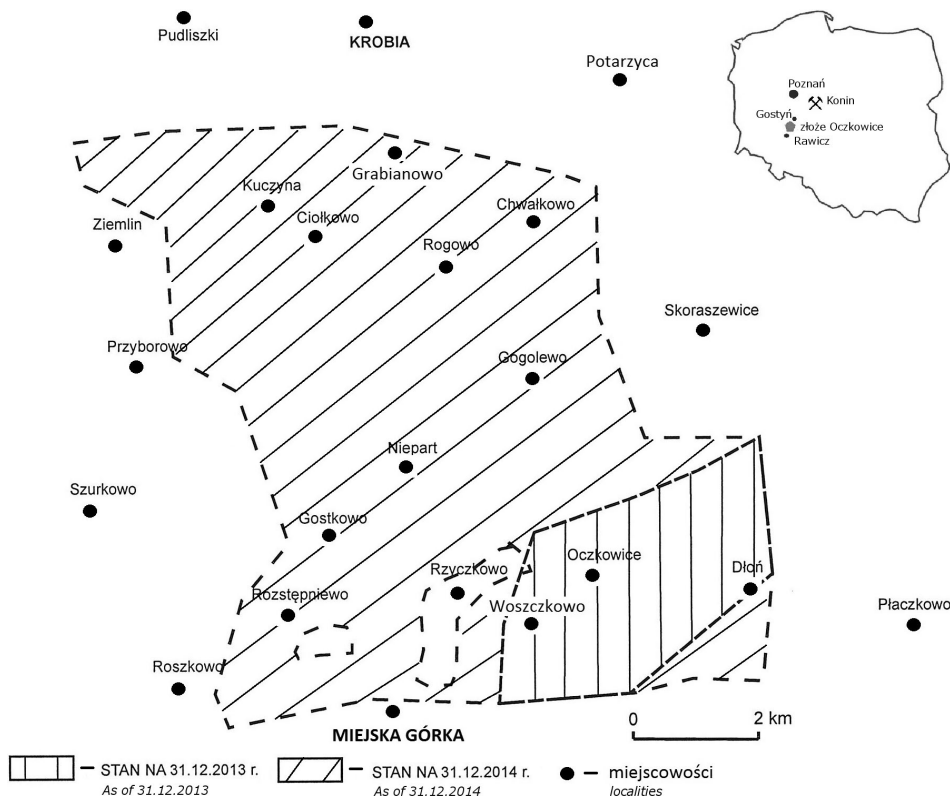 Pudliszki
KROBIA
Potarzyca
Poznań
Konin
Gostyń
złoże Oczkowice
Rawicz
Grabianowo
Kuczyna
Ciołkowo
Chwałkowo
Ziemlin
Rogowo
Skoraszewice
Przyborowo
Gogolewo
Niepart
Szurkowo
Gostkowo
Oczkowice
Rzyczkowo
Dłoń
Rozstępniewo
Woszczkowo
Płaczkowo
Roszkowo
MIEJSKA GÓRKA
0 2 km
STAN NA 31.12.2013 r.
As of 31.12.2013
STAN NA 31.12.2014 r.
As of 31.12.2014
miejscowości
localities